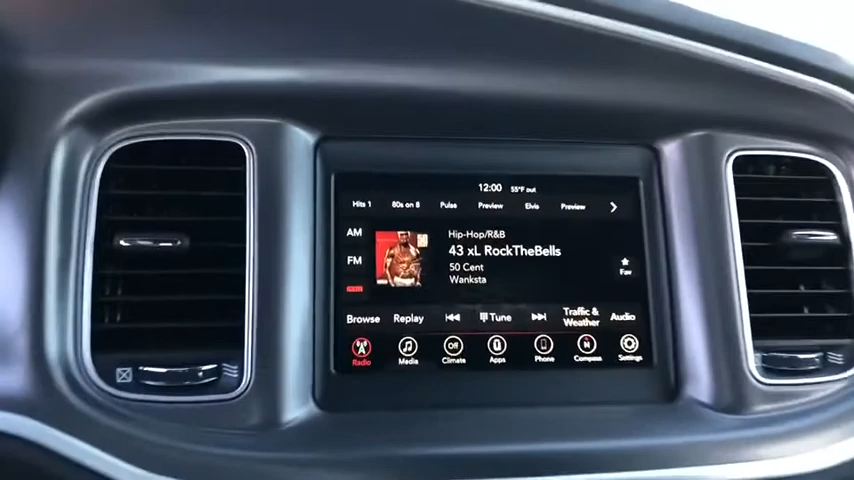 12:00 55°F out
Hits 1 80s on 8 Pulse Preview Elvis Preview
AM
FM
Hip-Hop/R&B
43 xL RockTheBells
50 Cent
Wanksta
Fav
Browse Replay Tune Traffic & Weather Audio
Off N
Radio Media Climate Apps Phone Compass Settings